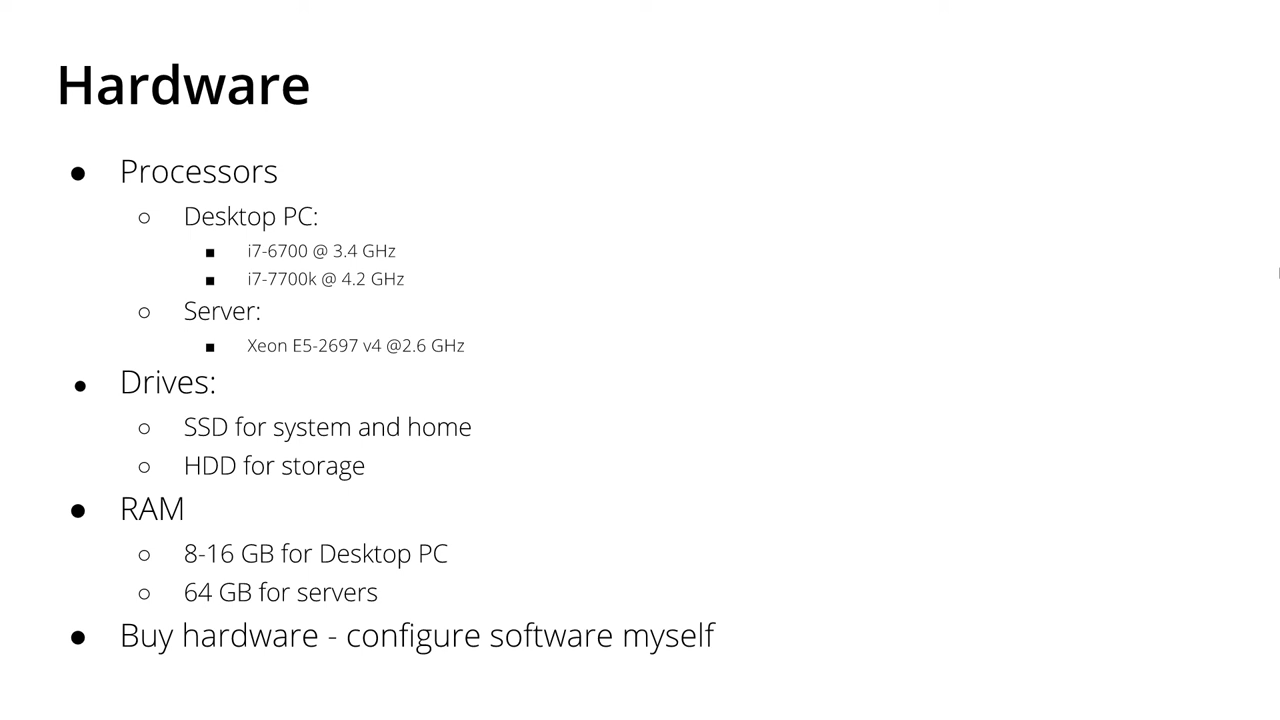 Hardware
● Processors
○ Desktop PC:
■ i7-6700 @ 3.4 GHz
■ i7-7700k @ 4.2 GHz
○ Server:
■ Xeon E5-2697 v4 @2.6 GHz
● Drives:
○ SSD for system and home
○ HDD for storage
● RAM
○ 8-16 GB for Desktop PC
○ 64 GB for servers
● Buy hardware - configure software myself